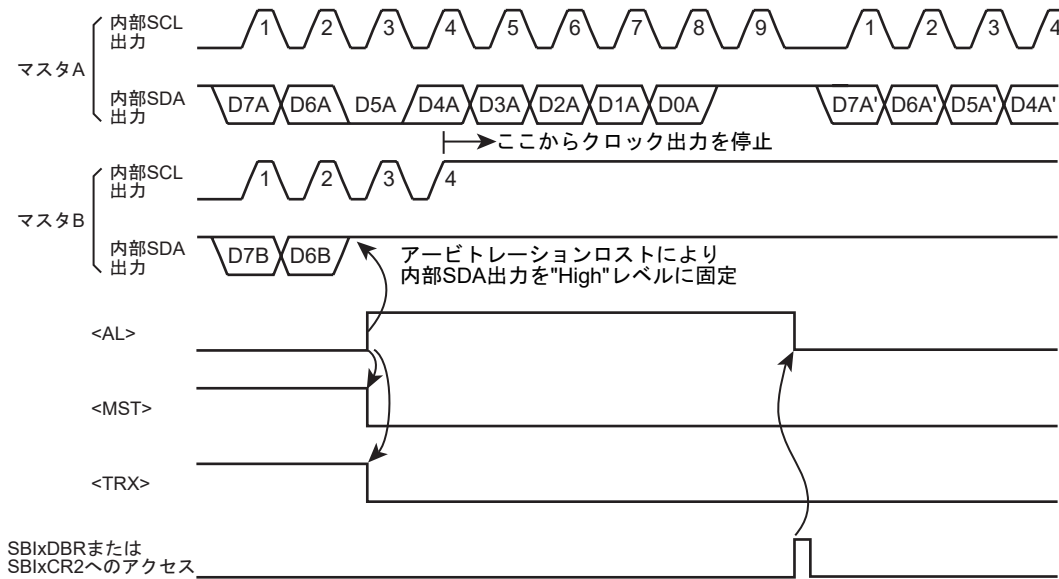 マスタA
内部SCL
出力
1 2 3 4 5 6 7 8 9 1 2 3 4
内部SDA
出力
D7A D6A D5A D4A D3A D2A D1A D0A D7A' D6A' D5A' D4A'
ここからクロック出力を停止
マスタB
内部SCL
出力
1 2 3 4
内部SDA
出力
D7B D6B
アービトレーションロストにより
内部SDA出力を"High"レベルに固定
<AL>
<MST>
<TRX>
SBIxDBRまたは
SBIxCR2へのアクセス